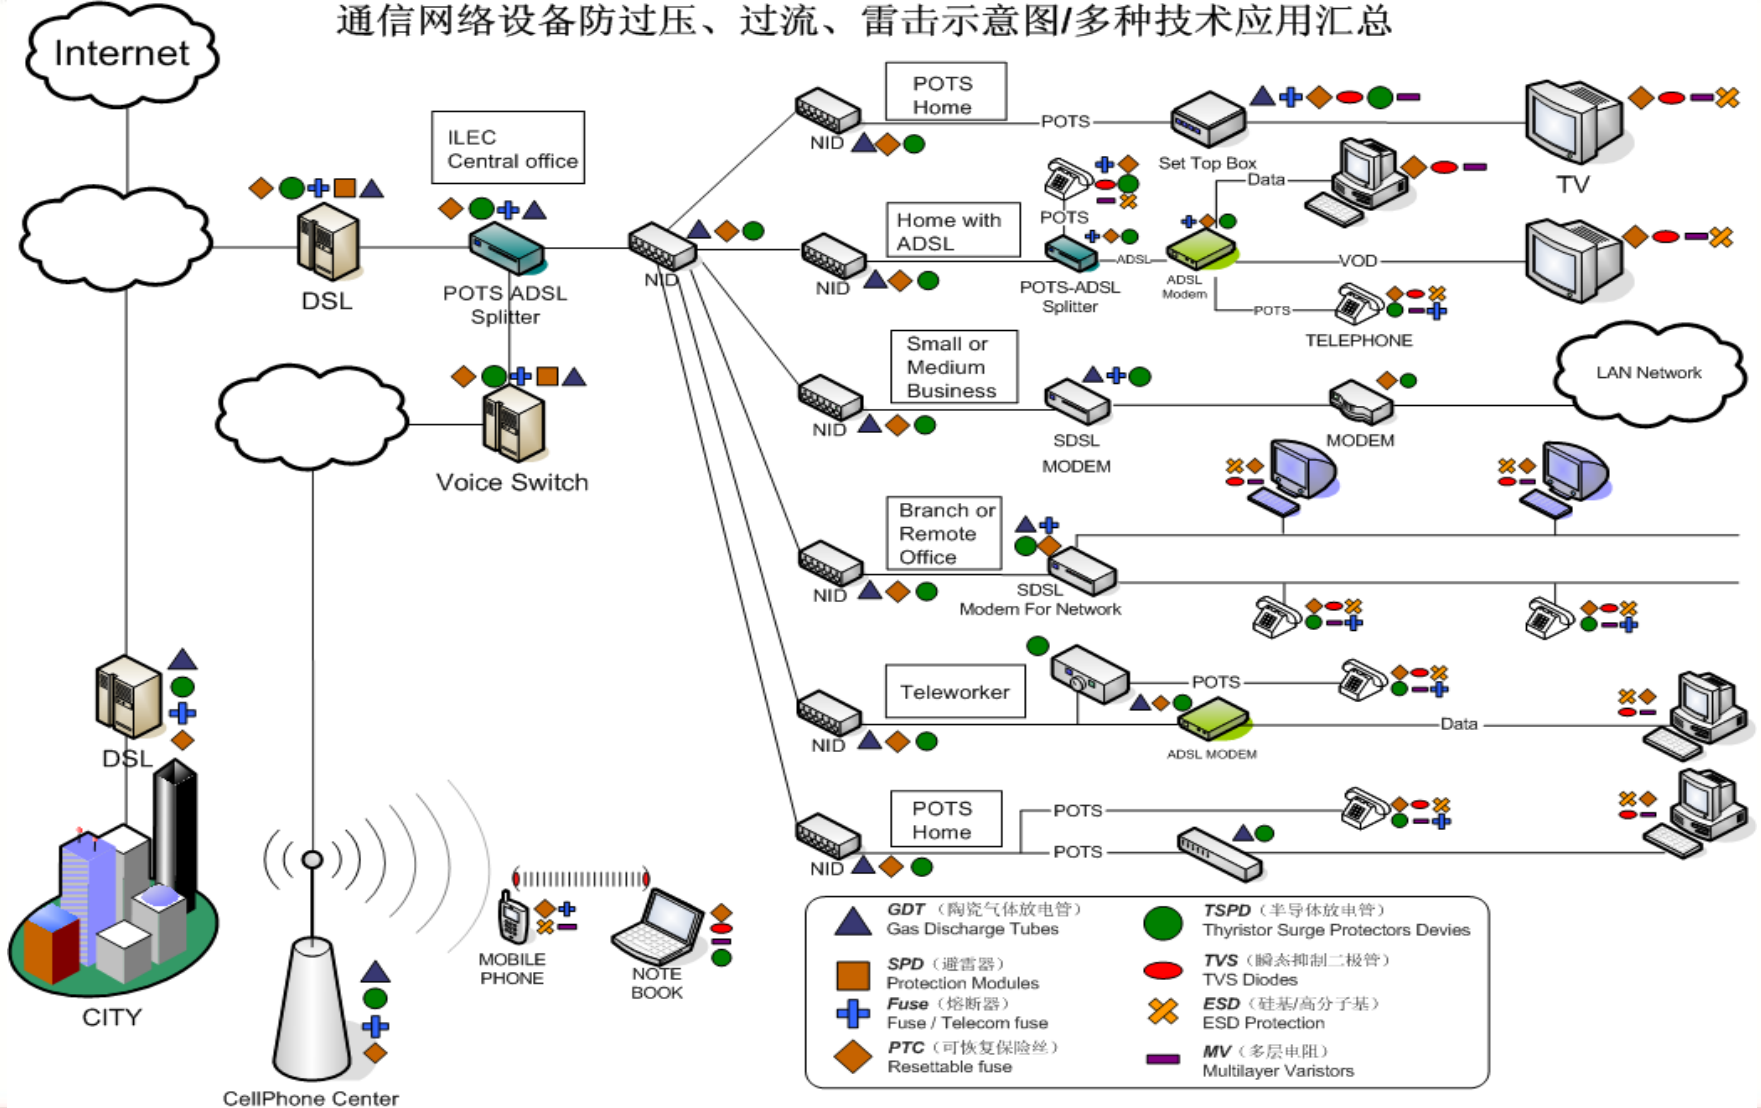 通信网络设备防过压、过流、雷击示意图/多种技术应用汇总
Internet
ILEC
Central office
DSL
POTS ADSL
Splitter
NID
Voice Switch
DSL
CITY
CellPhone Center
MOBILE
PHONE
NOTE
BOOK
POTS
Home
NID
POTS
Set Top Box
TV
Home with
ADSL
NID
POTS
POTS-ADSL
Splitter
ADSL
ADSL
Modem
Data
VOD
POTS
TELEPHONE
Small or
Medium
Business
NID
SDSL
MODEM
MODEM
LAN Network
Branch or
Remote
Office
NID
SDSL
Modem For Network
Teleworker
NID
POTS
ADSL MODEM
Data
POTS
Home
NID
POTS
POTS
GDT（陶瓷气体放电管）
Gas Discharge Tubes
SPD（避雷器）
Protection Modules
Fuse（熔断器）
Fuse / Telecom fuse
PTC（可恢复保险丝）
Resettable fuse
TSPD（半导体放电管）
Thyristor Surge Protectors Devies
TVS（瞬态抑制二极管）
TVS Diodes
ESD（硅基/高分子基）
ESD Protection
MV（多层电阻）
Multilayer Varistors